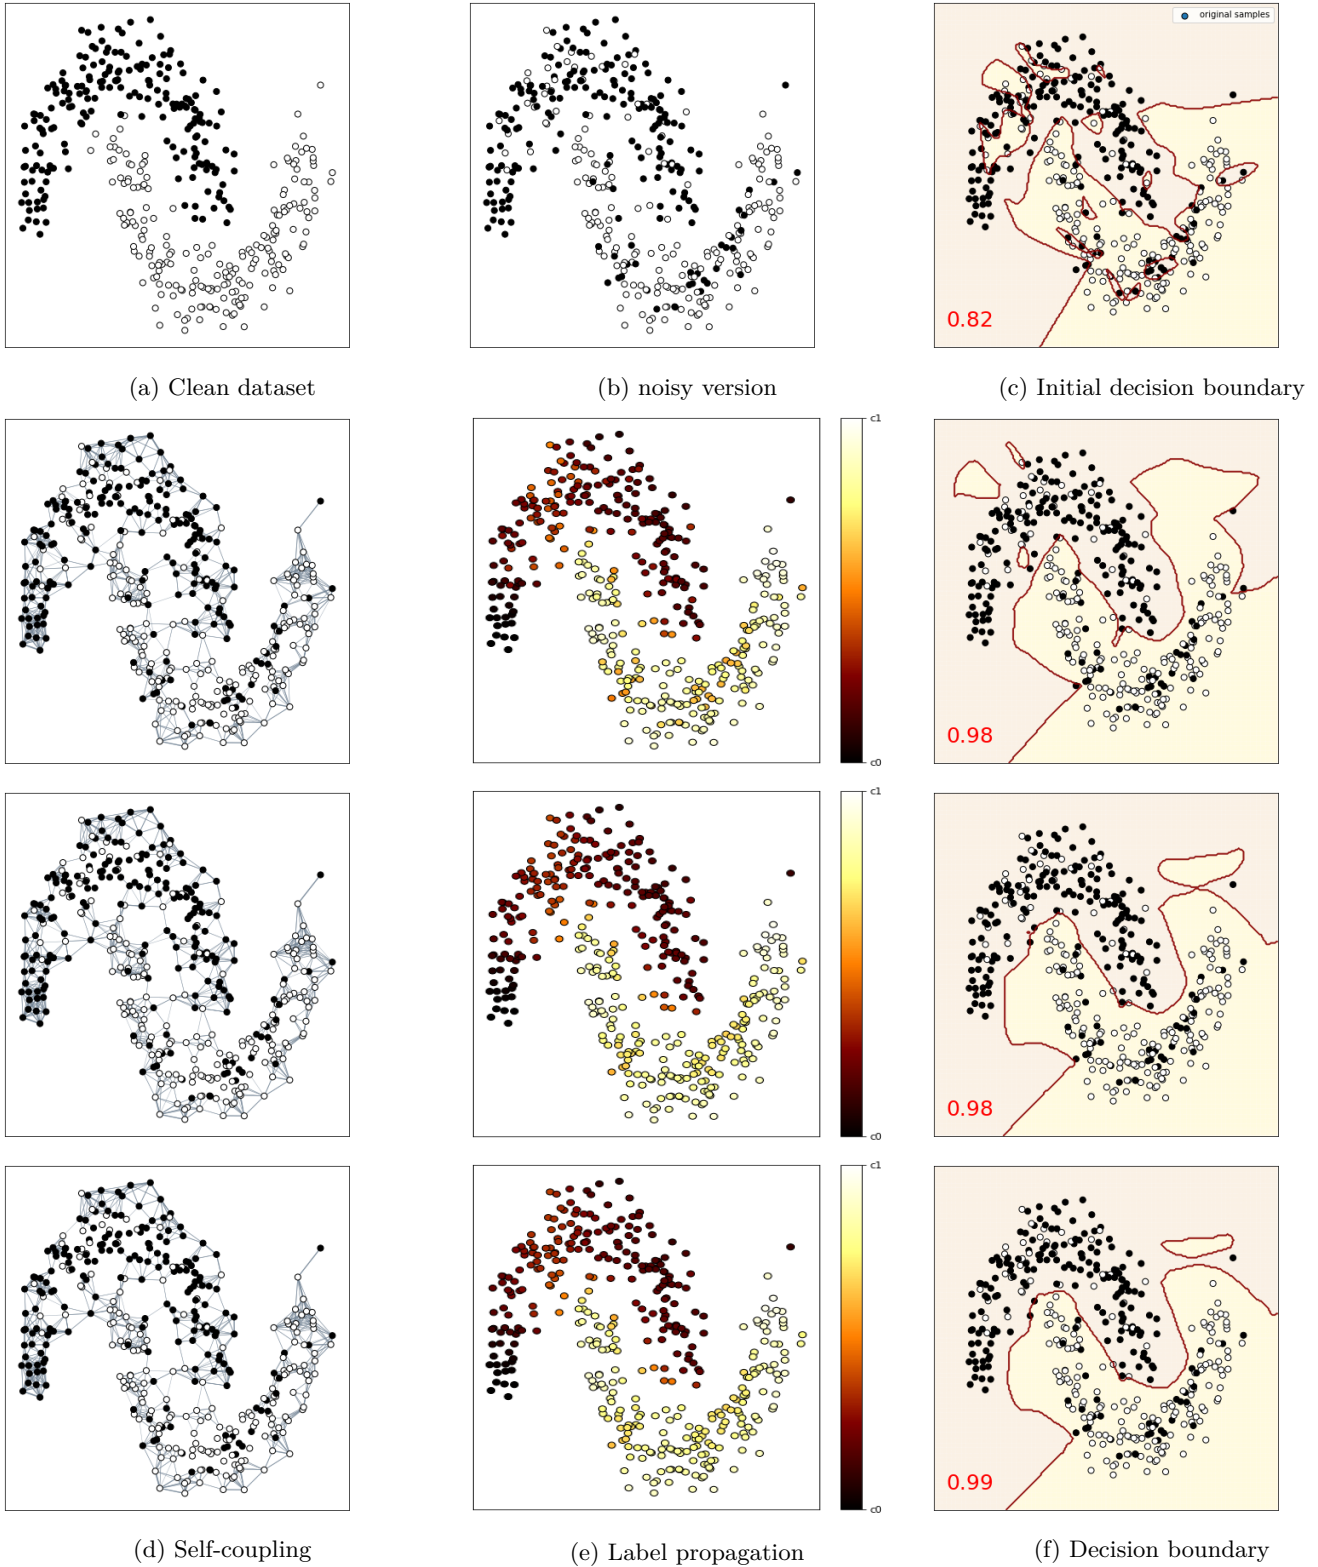 original samples
0.82
(a) Clean dataset
(b) noisy version
(c) Initial decision boundary
c1
c0
0.98
c1
c0
0.98
c1
c0
0.99
(d) Self-coupling
(e) Label propagation
(f) Decision boundary